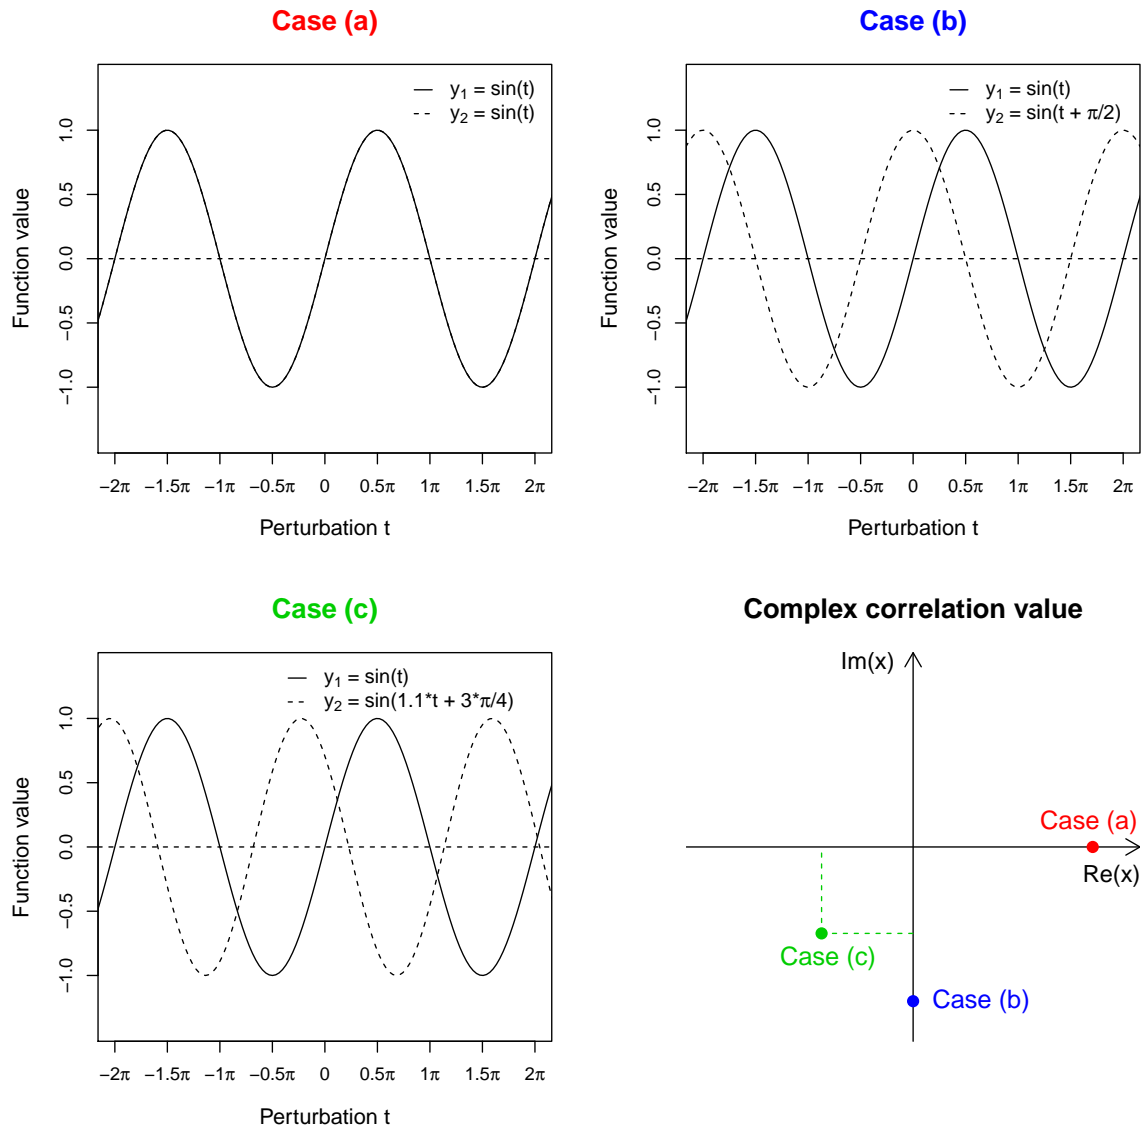 Case (a)
y1 = sin(t)
y2 = sin(t)
Function value
1.0
0.5
0.0
−0.5
−1.0
−2π −1.5π −1π −0.5π 0 0.5π 1π 1.5π 2π
Perturbation t
Case (b)
y1 = sin(t)
y2 = sin(t + π/2)
Function value
1.0
0.5
0.0
−0.5
−1.0
−2π −1.5π −1π −0.5π 0 0.5π 1π 1.5π 2π
Perturbation t
Case (c)
y1 = sin(t)
y2 = sin(1.1*t + 3*π/4)
Function value
1.0
0.5
0.0
−0.5
−1.0
−2π −1.5π −1π −0.5π 0 0.5π 1π 1.5π 2π
Perturbation t
Complex correlation value
Im(x)
Case (a)
Re(x)
Case (c)
Case (b)